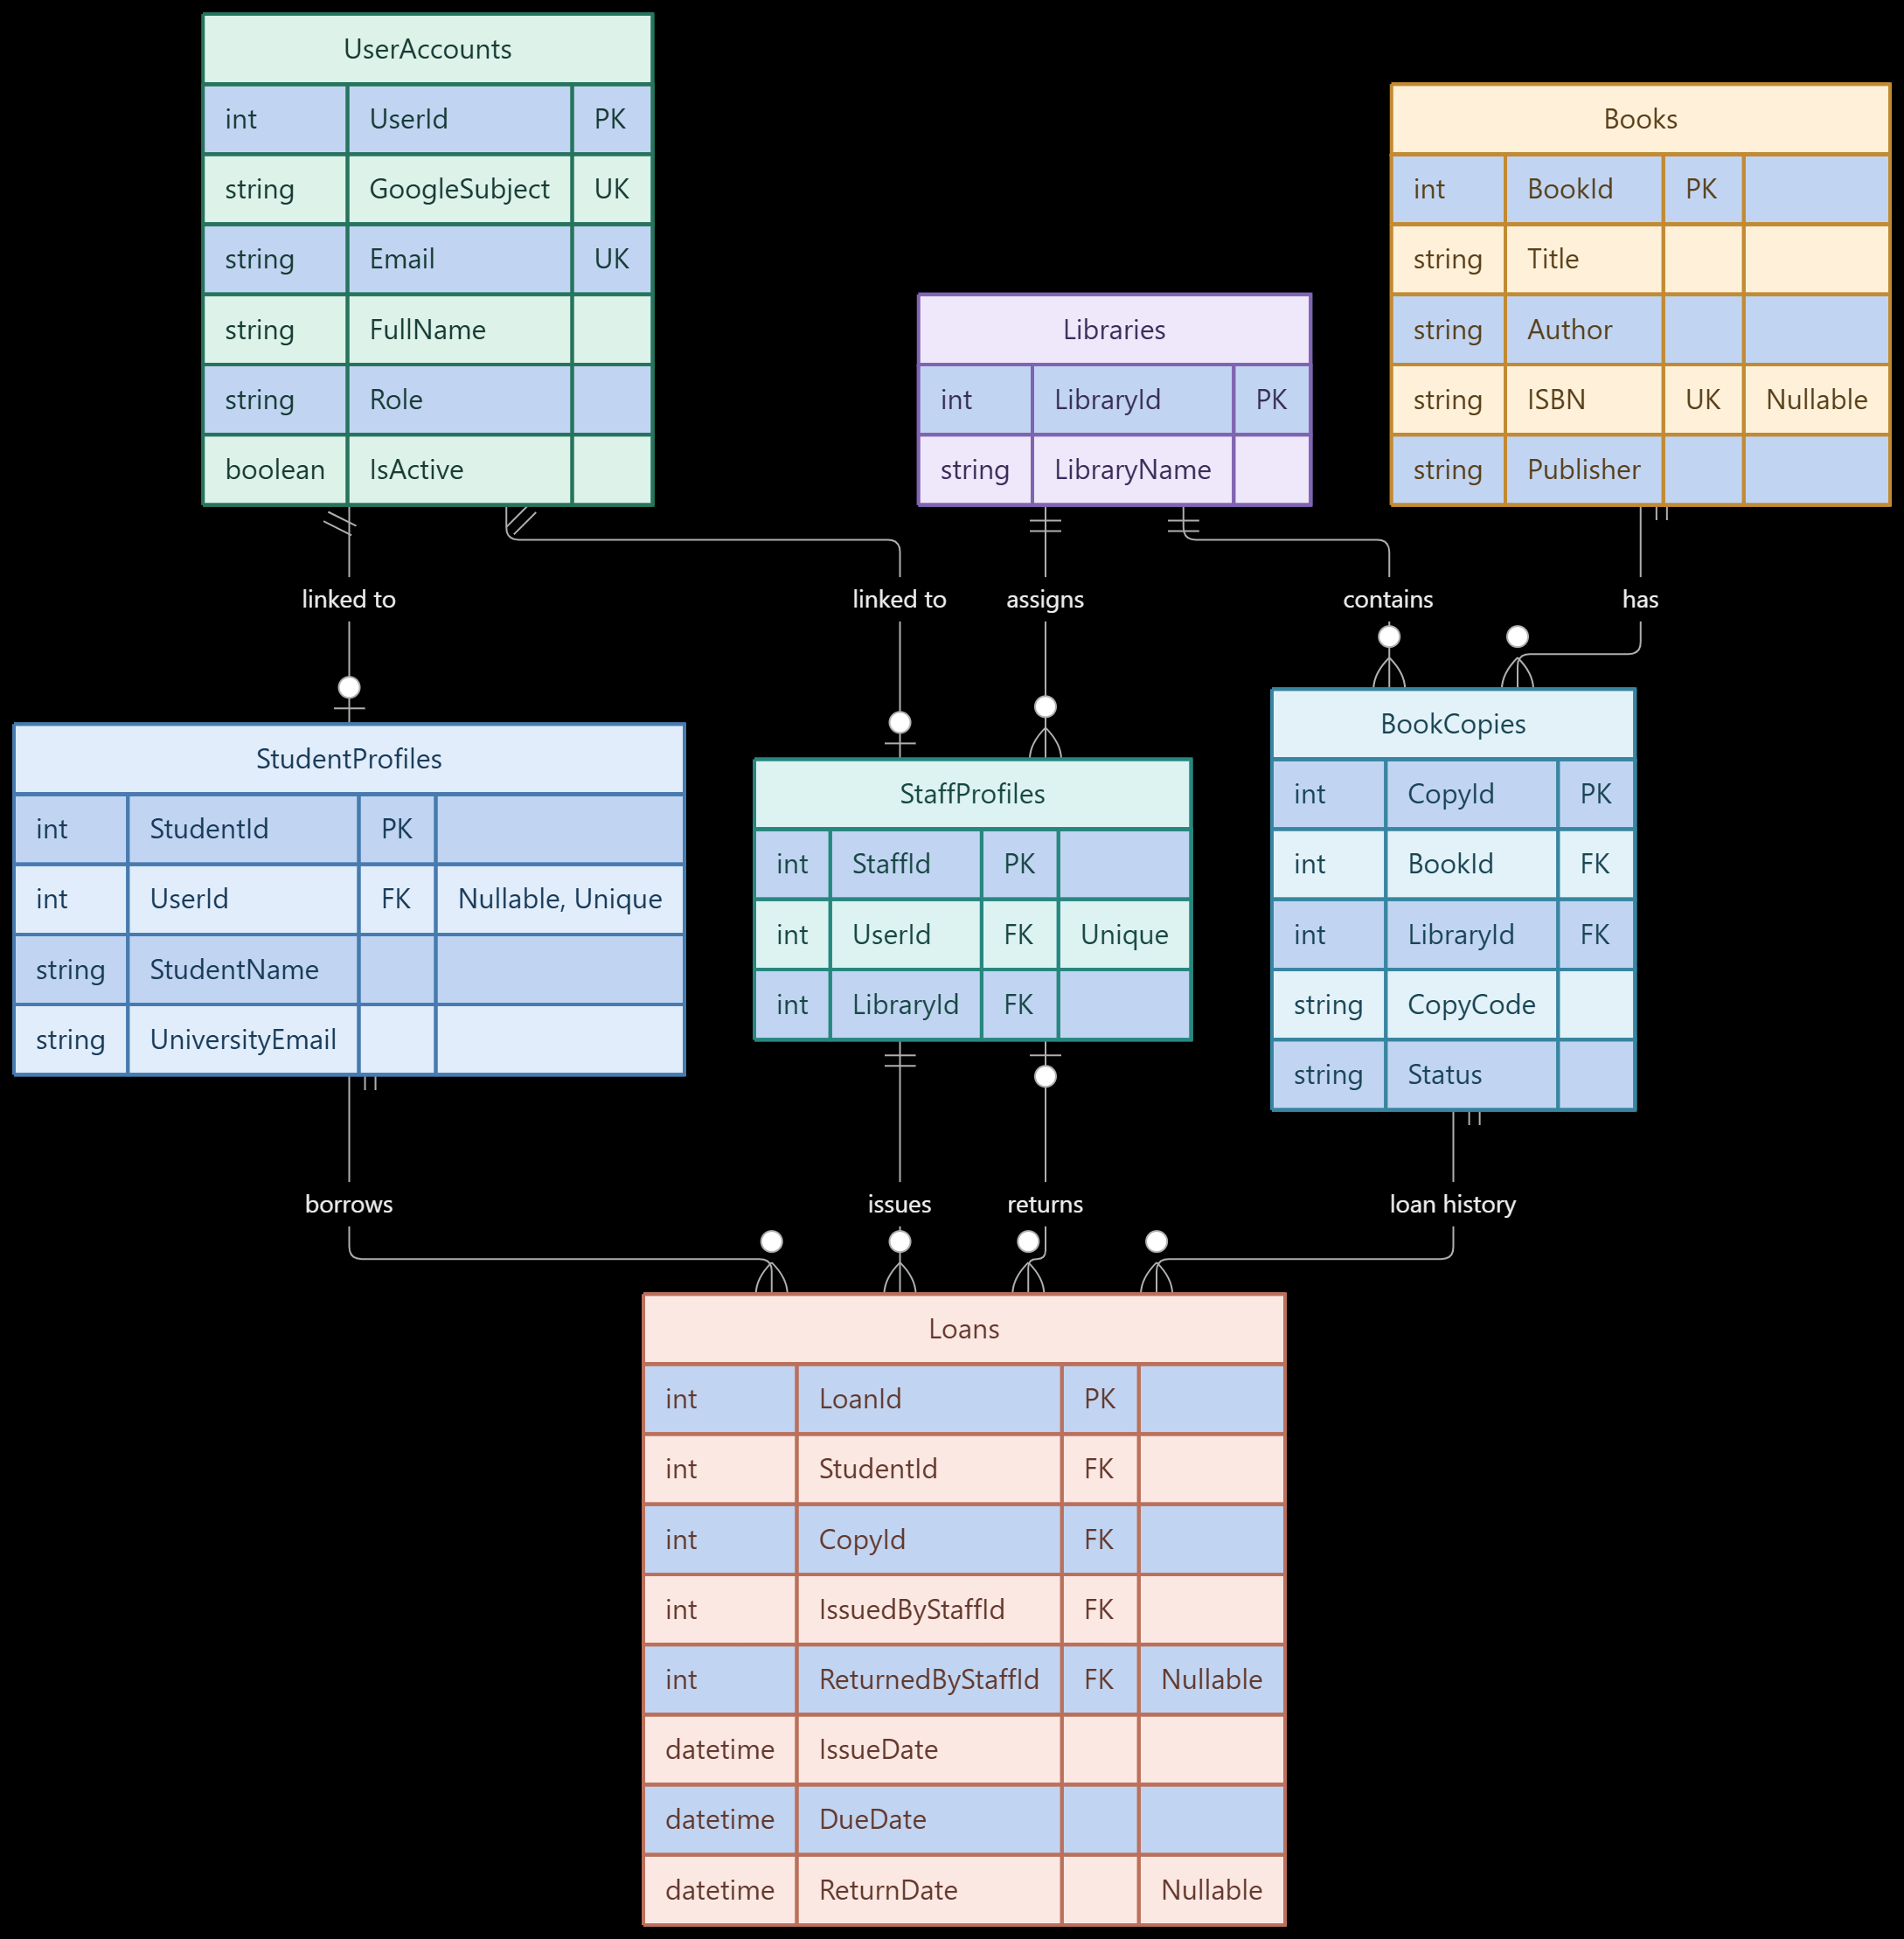 UserAccounts
int UserId PK
string GoogleSubject UK
string Email UK
string FullName
string Role
boolean IsActive
Books
int BookId PK
string Title
string Author
string ISBN UK Nullable
string Publisher
Libraries
int LibraryId PK
string LibraryName
linked to
linked to
assigns
contains
has
StudentProfiles
int StudentId PK
int UserId FK Nullable, Unique
string StudentName
string UniversityEmail
StaffProfiles
int StaffId PK
int UserId FK Unique
int LibraryId FK
BookCopies
int CopyId PK
int BookId FK
int LibraryId FK
string CopyCode
string Status
borrows
issues
returns
loan history
Loans
int LoanId PK
int StudentId FK
int CopyId FK
int IssuedByStaffId FK
int ReturnedByStaffId FK Nullable
datetime IssueDate
datetime DueDate
datetime ReturnDate Nullable